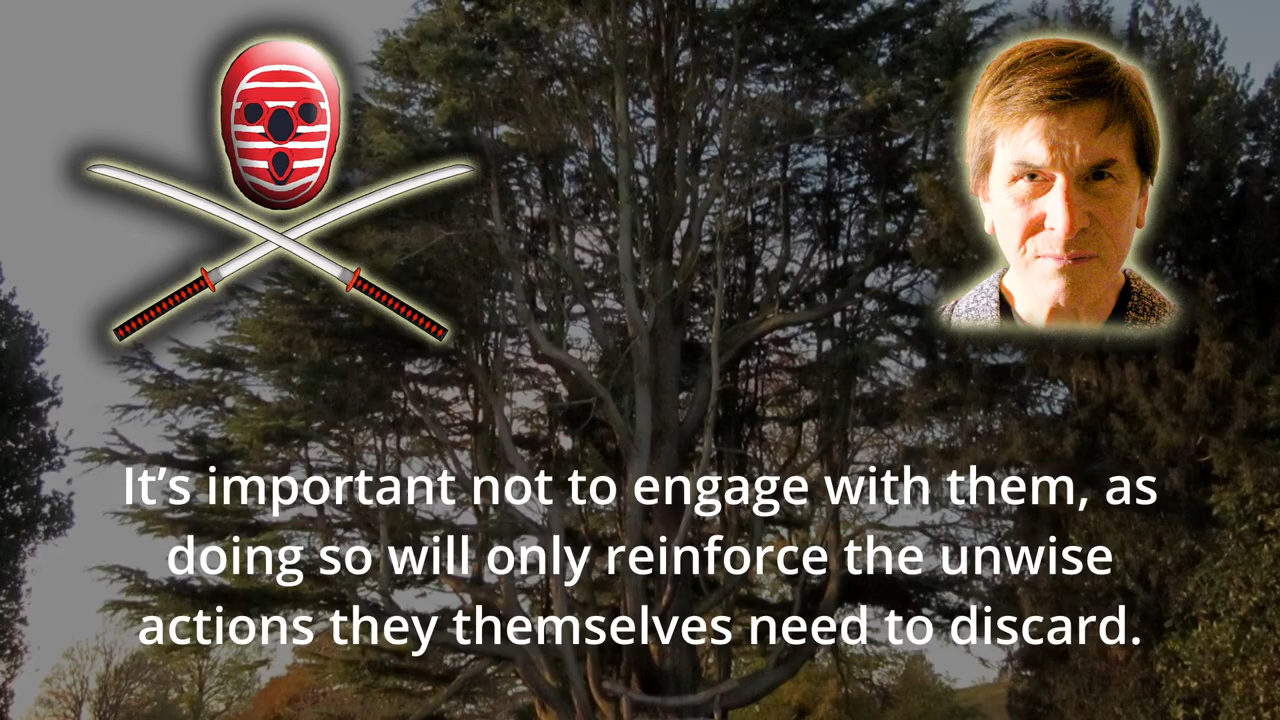 It’s important not to engage with them, as
doing so will only reinforce the unwise
actions they themselves need to discard.